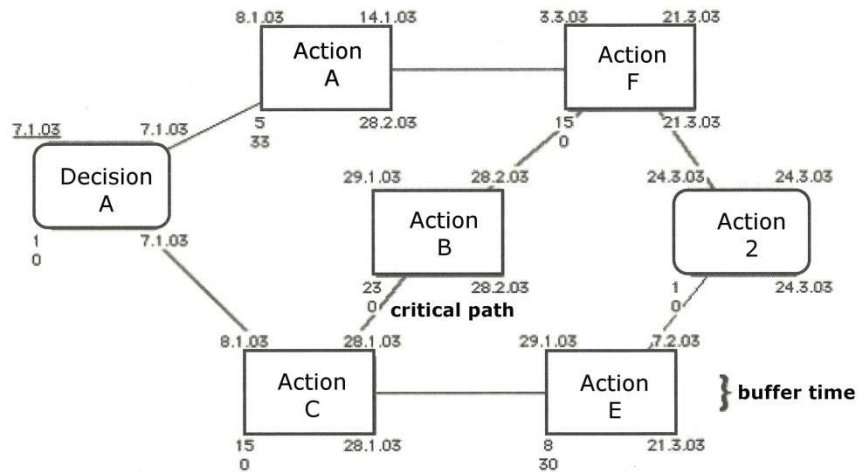 8.1.03 14.1.03
Action
A
5 28.2.03
33
3.3.03 21.3.03
Action
F
15 21.3.03
0
7.1.03 7.1.03
Decision
A
1 7.1.03
0
29.1.03 28.2.03
Action
B
23 28.2.03
0
critical path
24.3.03 24.3.03
Action
2
1 24.3.03
0
8.1.03 28.1.03
Action
C
15 28.1.03
0
29.1.03 7.2.03
Action
E
8 21.3.03
30
} buffer time